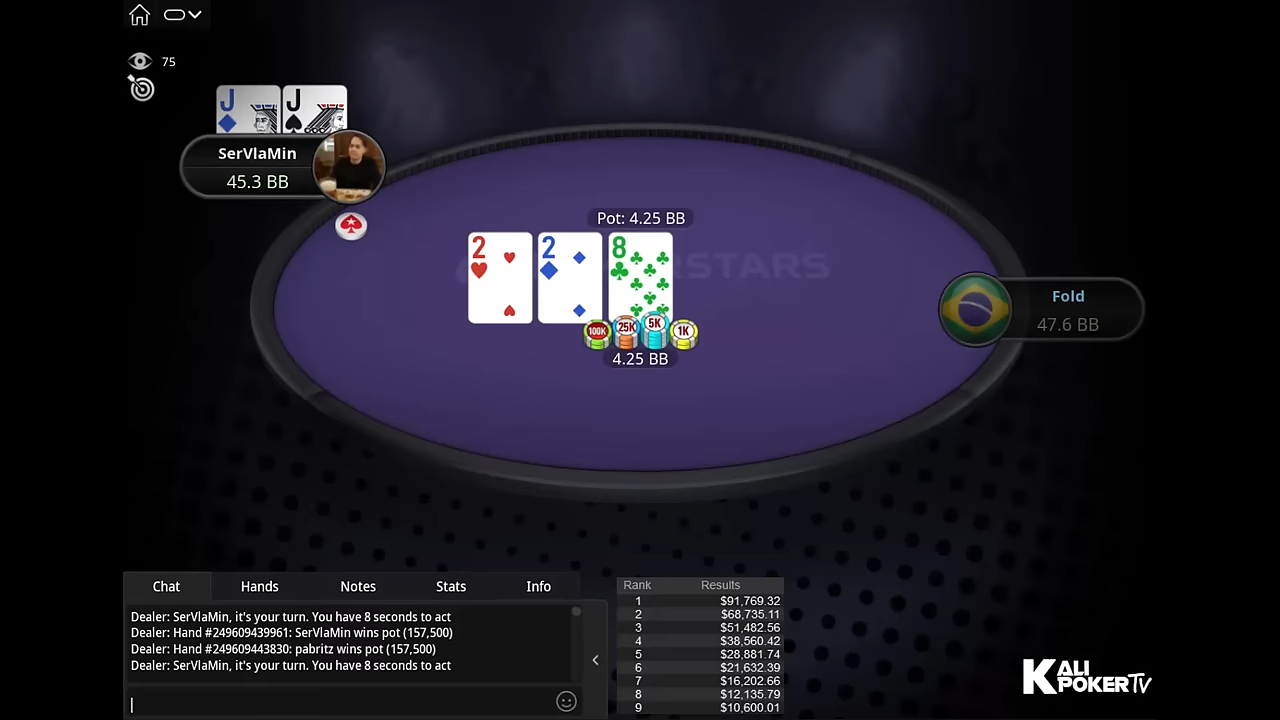 75
J J
SerVlaMin
45.3 BB
Pot: 4.25 BB
2 2 8
STARS
100K 25K 5K 1K
4.25 BB
Fold
47.6 BB
Chat Hands Notes Stats Info
Dealer: SerVlaMin, it's your turn. You have 8 seconds to act
Dealer: Hand #249609439961: SerVlaMin wins pot (157,500)
Dealer: Hand #249609443830: pabritz wins pot (157,500)
Dealer: SerVlaMin, it's your turn. You have 8 seconds to act
Rank Results
1 $91,769.32
2 $68,735.11
3 $51,482.56
4 $38,560.42
5 $28,881.74
6 $21,632.39
7 $16,202.66
8 $12,135.79
9 $10,600.01
KALI
POKERTV